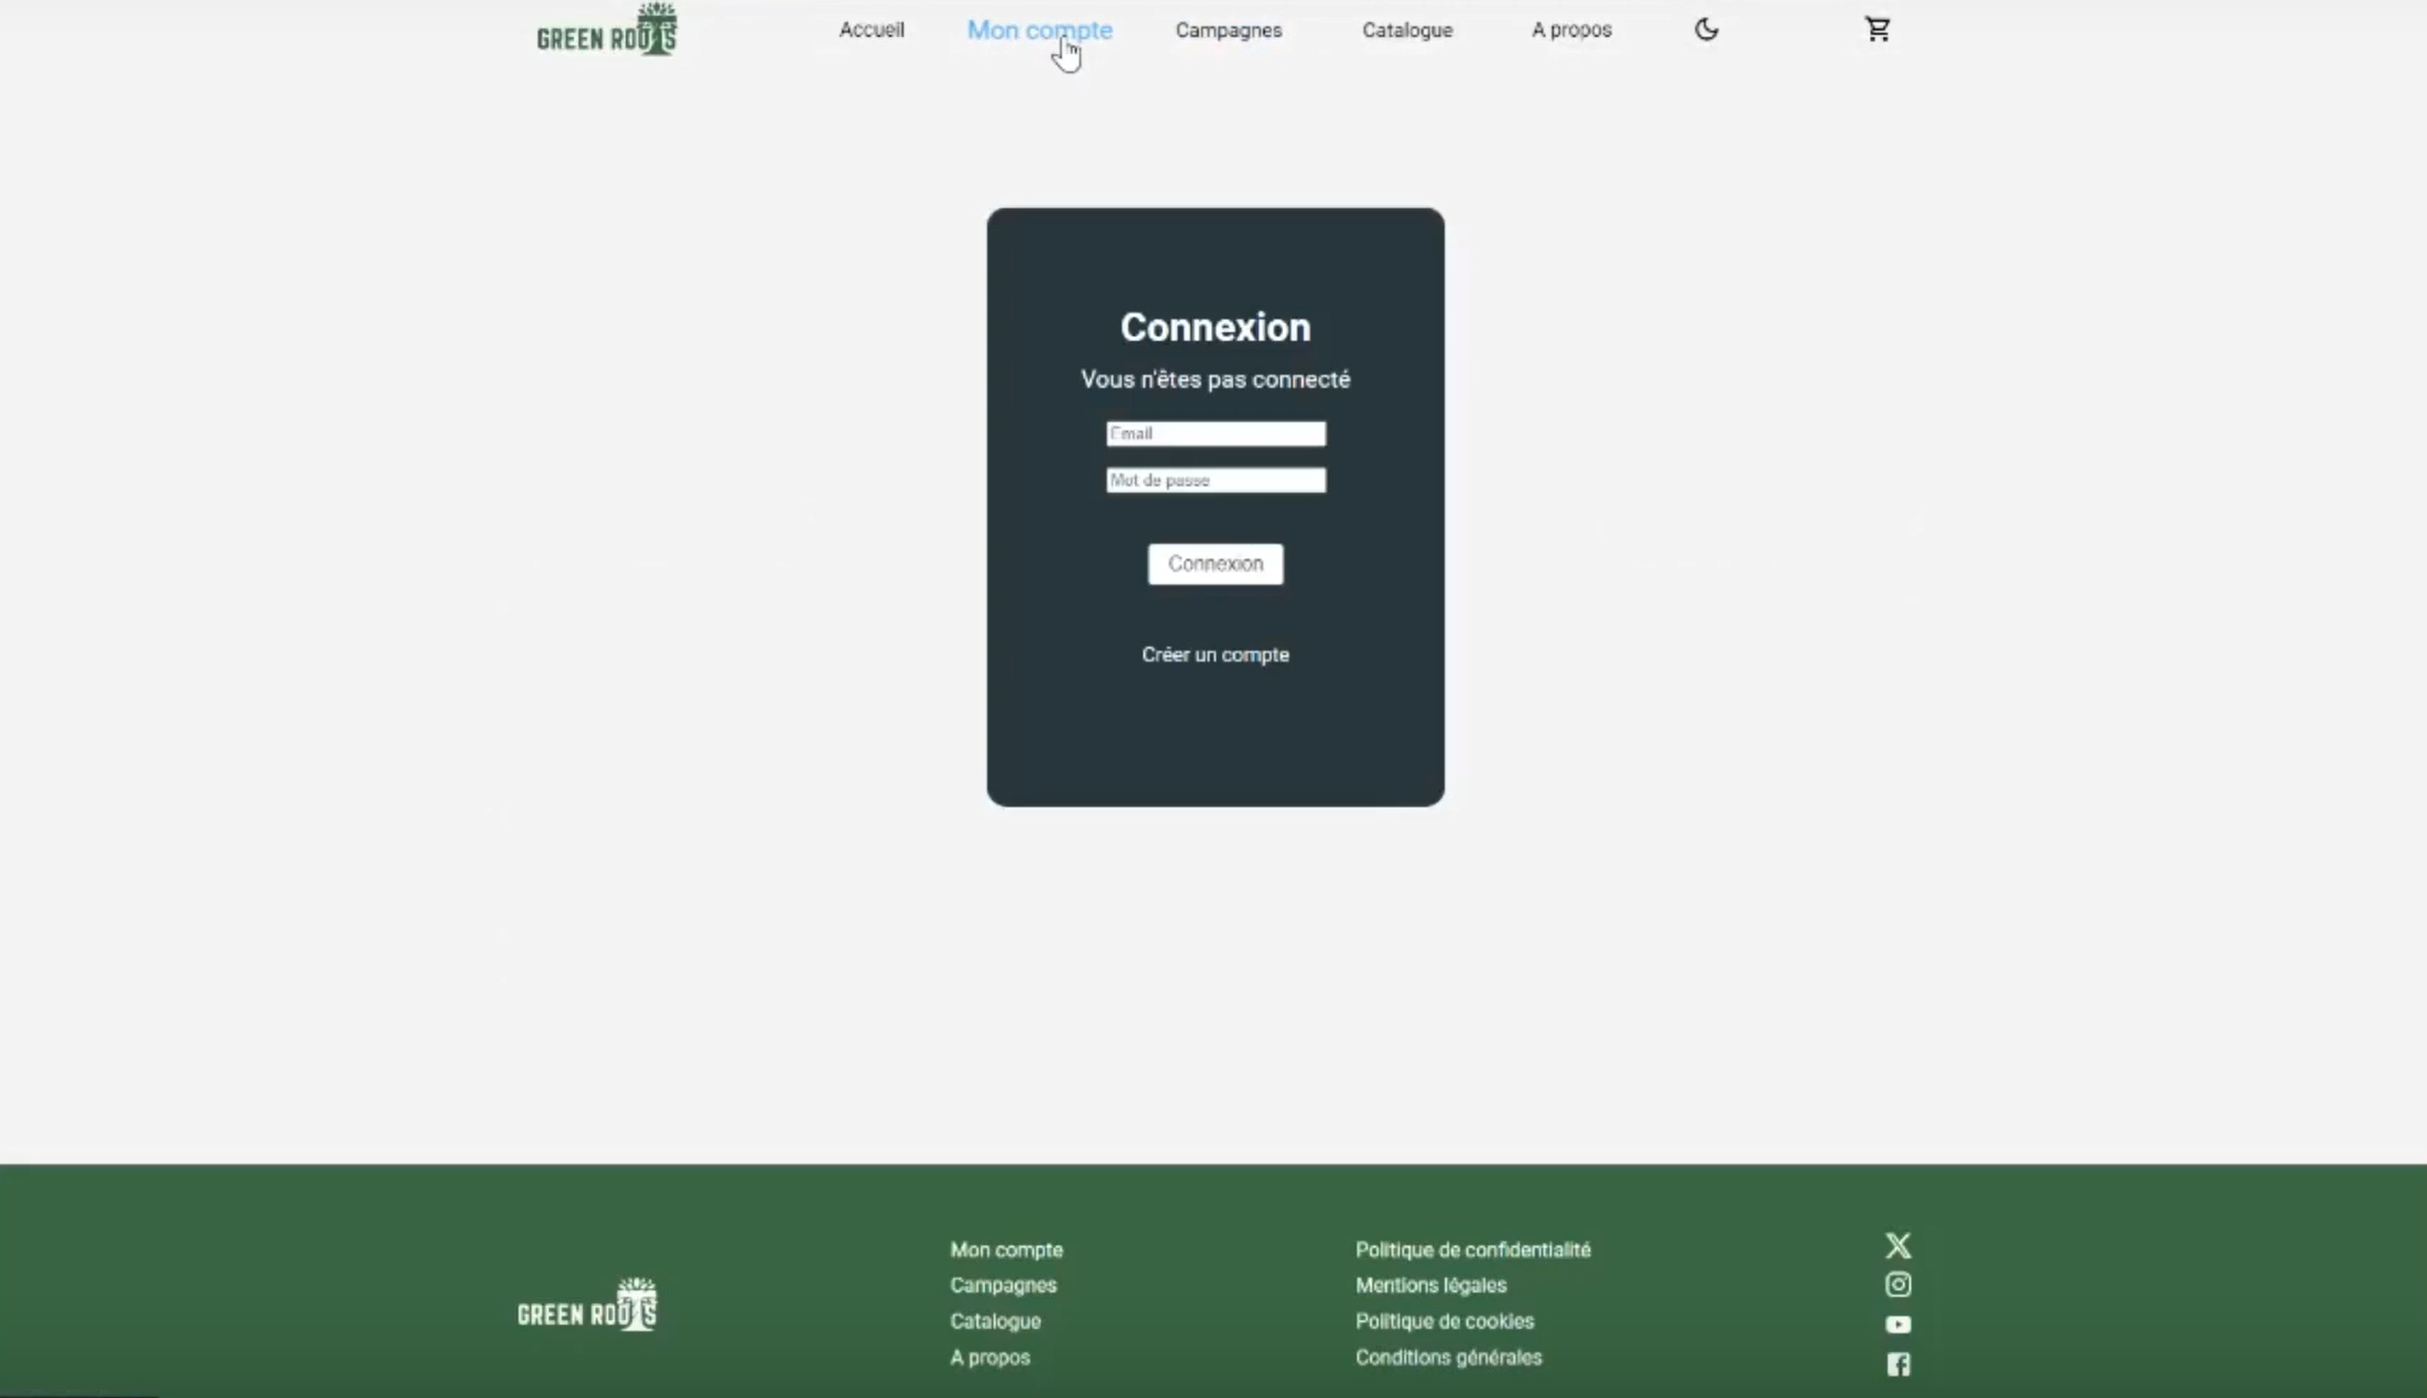 GREEN ROOTS
Accueil
Mon compte
Campagnes
Catalogue
A propos
Connexion
Vous n'êtes pas connecté
Email
Mot de passe
Connexion
Créer un compte
GREEN ROOTS
Mon compte
Campagnes
Catalogue
A propos
Politique de confidentialité
Mentions légales
Politique de cookies
Conditions générales